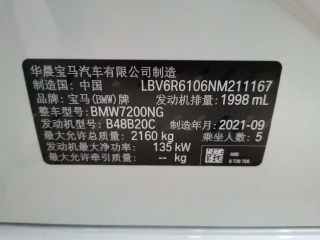 华晨宝马汽车有限公司制造
制造国: 中国 LBV6R6106NM211167
品牌: 宝马(BMW)牌 发动机排量: 1998 mL
整车型号: BMW7200NG
发动机型号: B48B20C 制造年月: 2021-09
最大允许总质量: 2160 kg 乘坐人数: 5
发动机最大净功率: 135 kW
最大允许牵引质量: -- kg